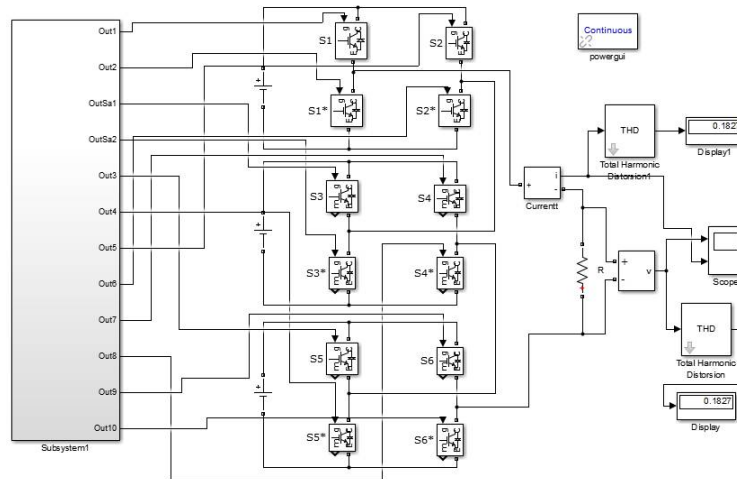 Out1
Out2
OutSa1
OutSa2
Out3
Out4
Out5
Out6
Out7
Out8
Out9
Out10
Subsystem1
S1
S2
S1*
S2*
S3
S4
S3*
S4*
S5
S6
S5*
S6*
Continuous
powergui
THD
Total Harmonic
Distorsion1
0.1827
Display1
i
+
-
Currentt
R
+
-
v
Scope
THD
Total Harmonic
Distorsion
0.1827
Display